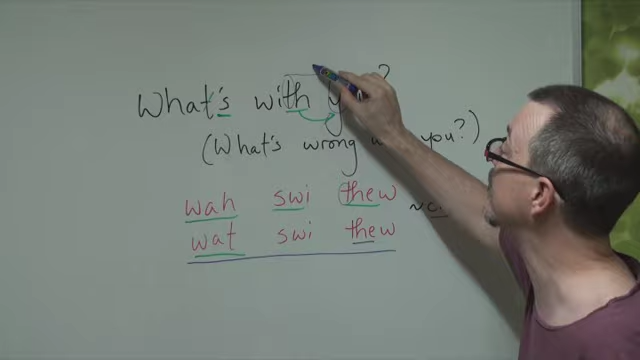 What's with y ?
(What's wrong you?)
wah swi thew
wat swi thew